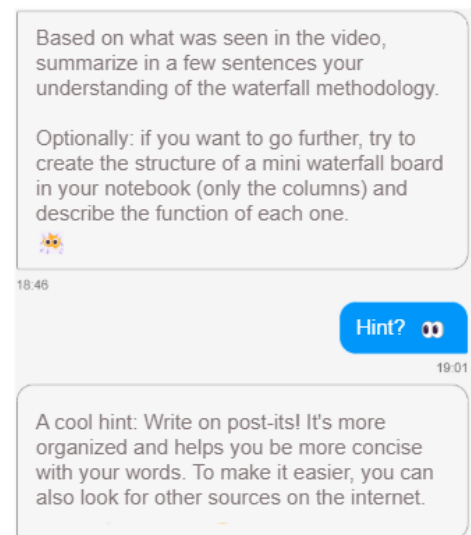 Based on what was seen in the video,
summarize in a few sentences your
understanding of the waterfall methodology.
Optionally: if you want to go further, try to
create the structure of a mini waterfall board
in your notebook (only the columns) and
describe the function of each one.
18:46
Hint? 👀
19:01
A cool hint: Write on post-its! It's more
organized and helps you be more concise
with your words. To make it easier, you can
also look for other sources on the internet.